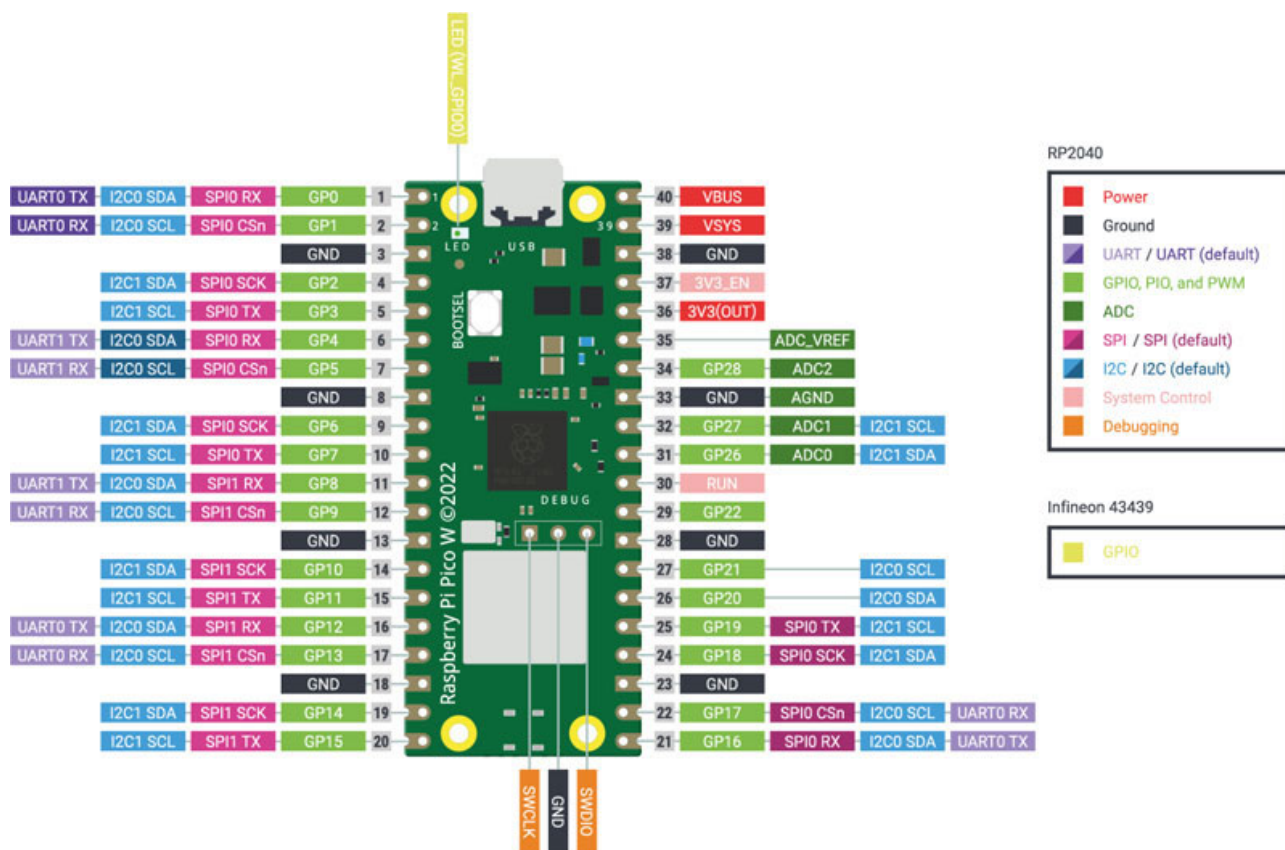 LED (WL_GPIO0)
UART0 TX I2C0 SDA SPI0 RX GP0 1 1 40 VBUS
UART0 RX I2C0 SCL SPI0 CSn GP1 2 2 39 39 VSYS
LED USB
GND 3 38 GND
I2C1 SDA SPI0 SCK GP2 4 37 3V3_EN
I2C1 SCL SPI0 TX GP3 5 36 3V3(OUT)
BOOTSEL
UART1 TX I2C0 SDA SPI0 RX GP4 6 35 ADC_VREF
UART1 RX I2C0 SCL SPI0 CSn GP5 7 34 GP28 ADC2
GND 8 33 GND AGND
I2C1 SDA SPI0 SCK GP6 9 32 GP27 ADC1 I2C1 SCL
I2C1 SCL SPI0 TX GP7 10 31 GP26 ADC0 I2C1 SDA
UART1 TX I2C0 SDA SPI1 RX GP8 11 30 RUN
DEBUG
UART1 RX I2C0 SCL SPI1 CSn GP9 12 29 GP22
GND 13 28 GND
I2C1 SDA SPI1 SCK GP10 14 27 GP21 I2C0 SCL
I2C1 SCL SPI1 TX GP11 15 26 GP20 I2C0 SDA
UART0 TX I2C0 SDA SPI1 RX GP12 16 25 GP19 SPI0 TX I2C1 SCL
UART0 RX I2C0 SCL SPI1 CSn GP13 17 24 GP18 SPI0 SCK I2C1 SDA
GND 18 23 GND
I2C1 SDA SPI1 SCK GP14 19 22 GP17 SPI0 CSn I2C0 SCL UART0 RX
I2C1 SCL SPI1 TX GP15 20 21 GP16 SPI0 RX I2C0 SDA UART0 TX
Raspberry Pi Pico W ©2022
SWCLK
GND
SWDIO
RP2040
Power
Ground
UART / UART (default)
GPIO, PIO, and PWM
ADC
SPI / SPI (default)
I2C / I2C (default)
System Control
Debugging
Infineon 43439
GPIO